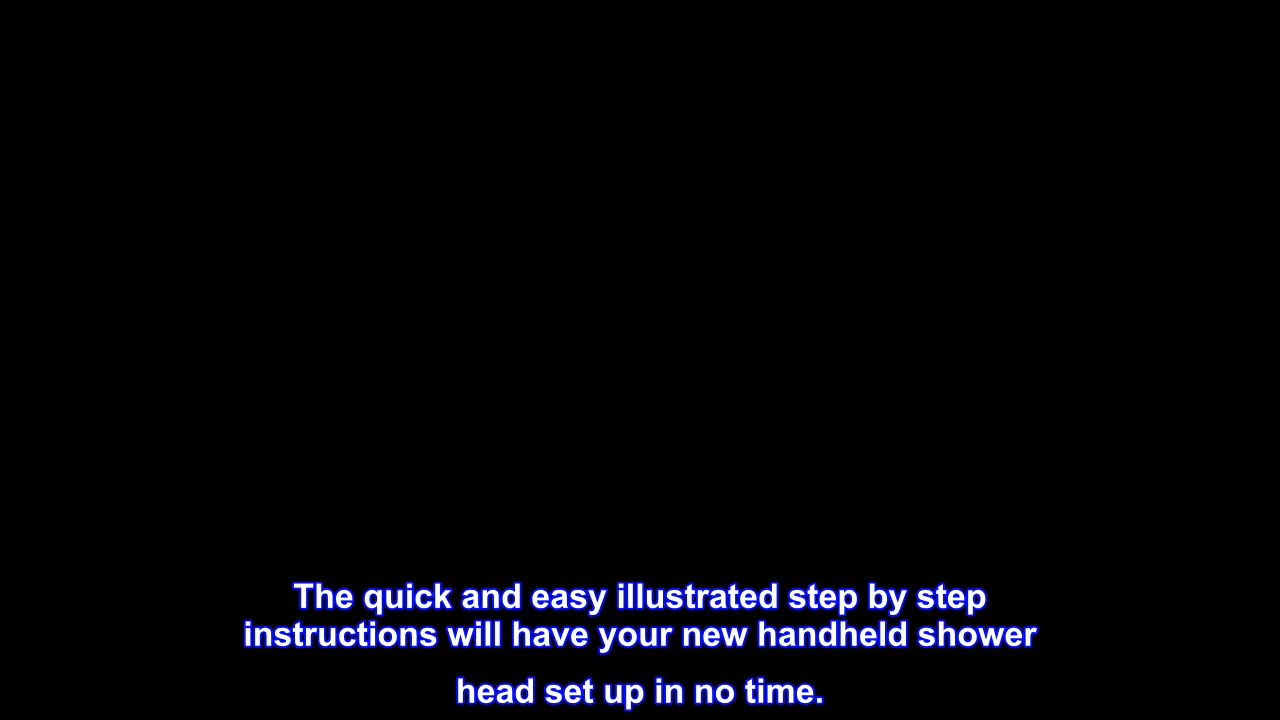 The quick and easy illustrated step by step
instructions will have your new handheld shower
head set up in no time.